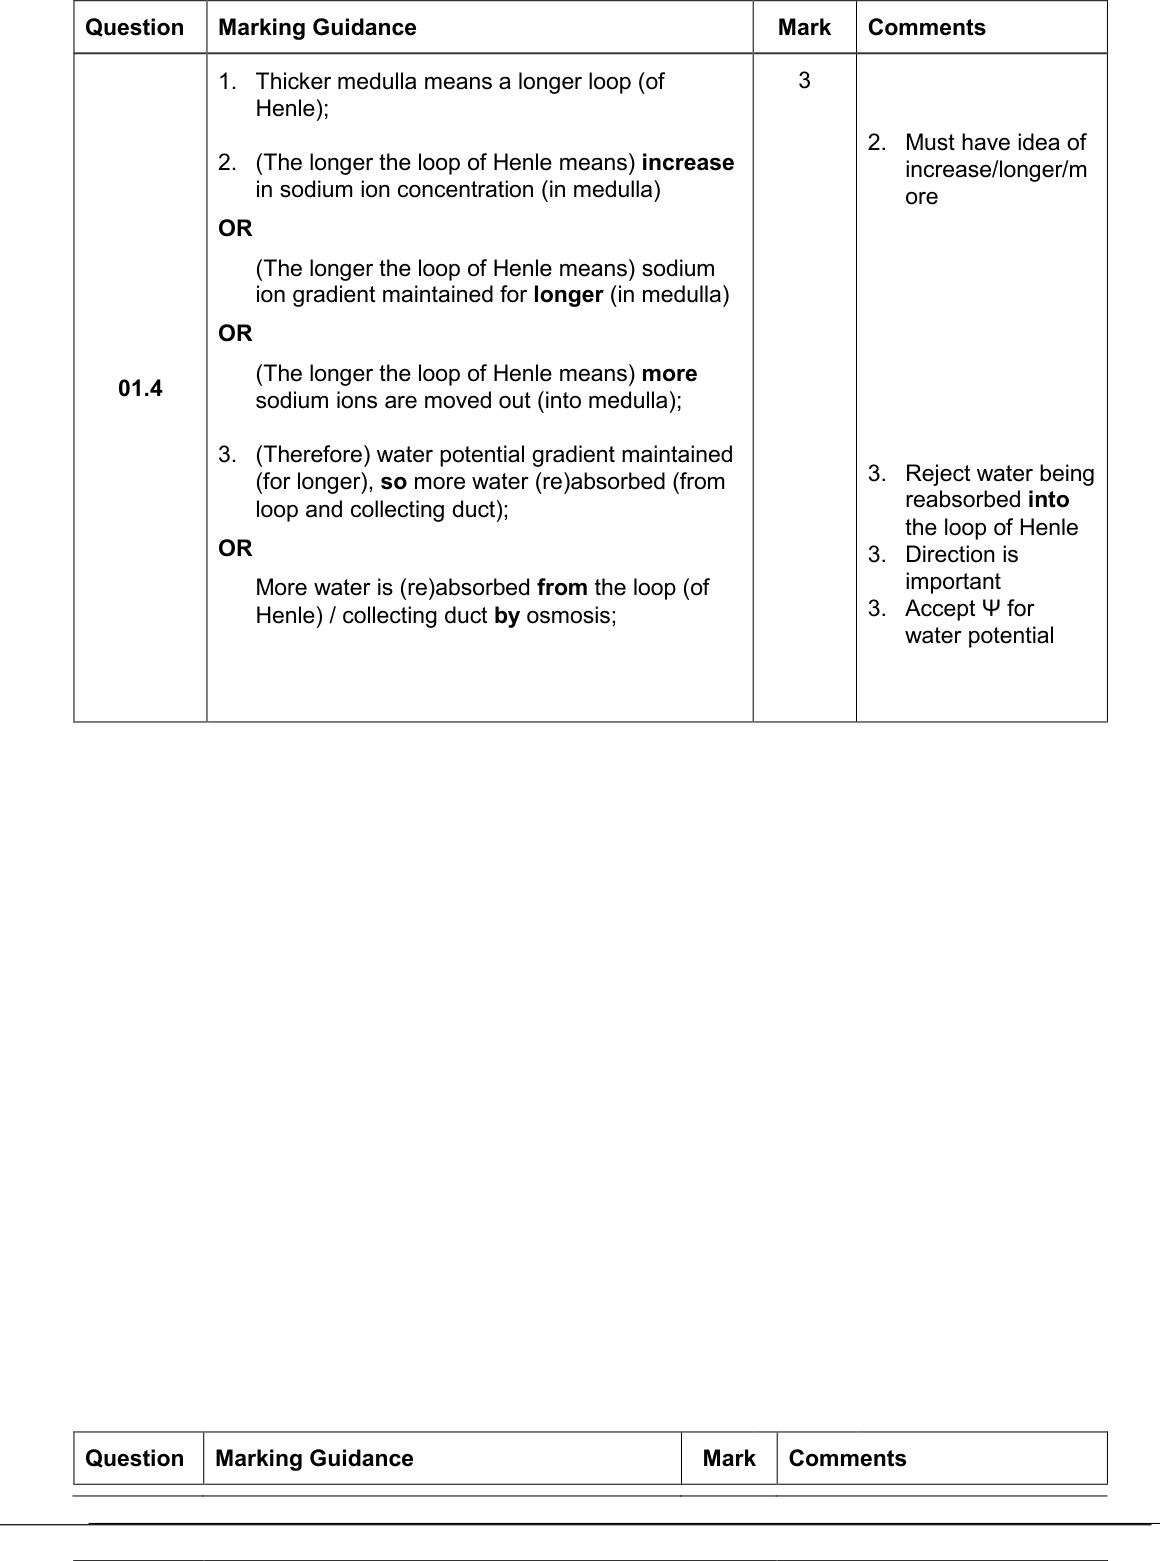 Question Marking Guidance Mark Comments
1. Thicker medulla means a longer loop (of
Henle);
2. (The longer the loop of Henle means) increase
in sodium ion concentration (in medulla)
OR
(The longer the loop of Henle means) sodium
ion gradient maintained for longer (in medulla)
OR
(The longer the loop of Henle means) more
sodium ions are moved out (into medulla);
3. (Therefore) water potential gradient maintained
(for longer), so more water (re)absorbed (from
loop and collecting duct);
OR
More water is (re)absorbed from the loop (of
Henle) / collecting duct by osmosis;
01.4
3
2. Must have idea of
increase/longer/m
ore
3. Reject water being
reabsorbed into
the loop of Henle
3. Direction is
important
3. Accept Ψ for
water potential
Question Marking Guidance Mark Comments